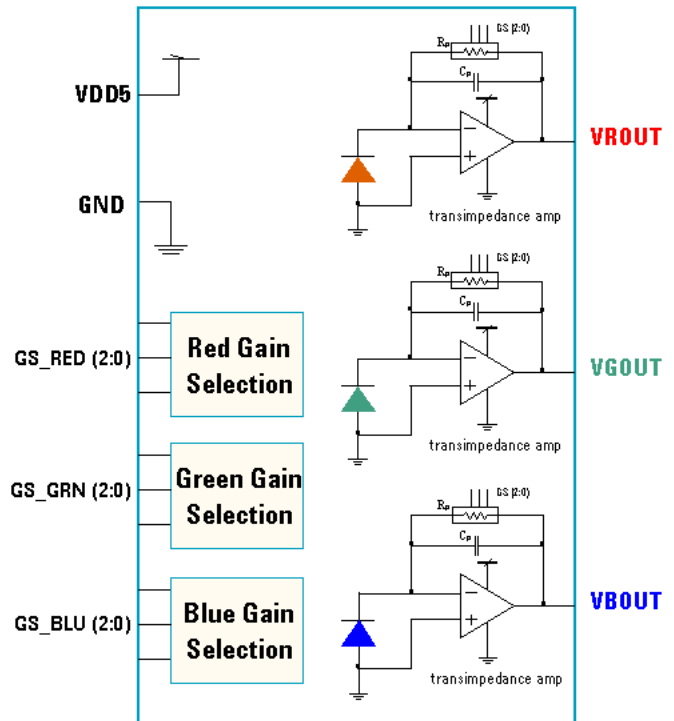 VDD5
GND
GS_RED (2:0)
Red Gain
Selection
GS_GRN (2:0)
Green Gain
Selection
GS_BLU (2:0)
Blue Gain
Selection
GS (2:0)
Rp
Cp
VROUT
transimpedance amp
GS (2:0)
Rp
Cp
VGOUT
transimpedance amp
GS (2:0)
Rp
Cp
VBOUT
transimpedance amp